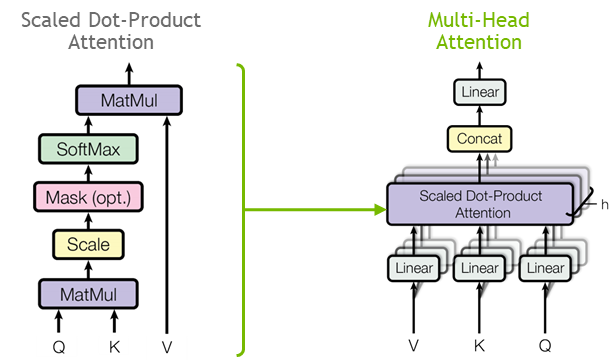 Scaled Dot-Product
Attention
MatMul
SoftMax
Mask (opt.)
Scale
MatMul
Q K V
Multi-Head
Attention
Linear
Concat
Scaled Dot-Product
Attention
h
Linear Linear Linear
V K Q